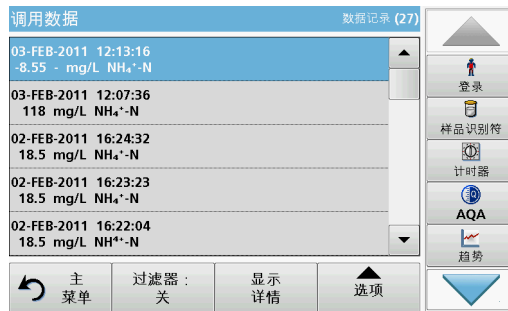 调用数据
数据记录 (27)
03-FEB-2011 12:13:16
-8.55 - mg/L NH₄⁺-N
03-FEB-2011 12:07:36
118 mg/L NH₄⁺-N
02-FEB-2011 16:24:32
18.5 mg/L NH₄⁺-N
02-FEB-2011 16:23:23
18.5 mg/L NH₄⁺-N
02-FEB-2011 16:22:04
18.5 mg/L NH⁴⁺-N
登录
样品识别符
计时器
AQA
趋势
主
菜单
过滤器：
关
显示
详情
选项